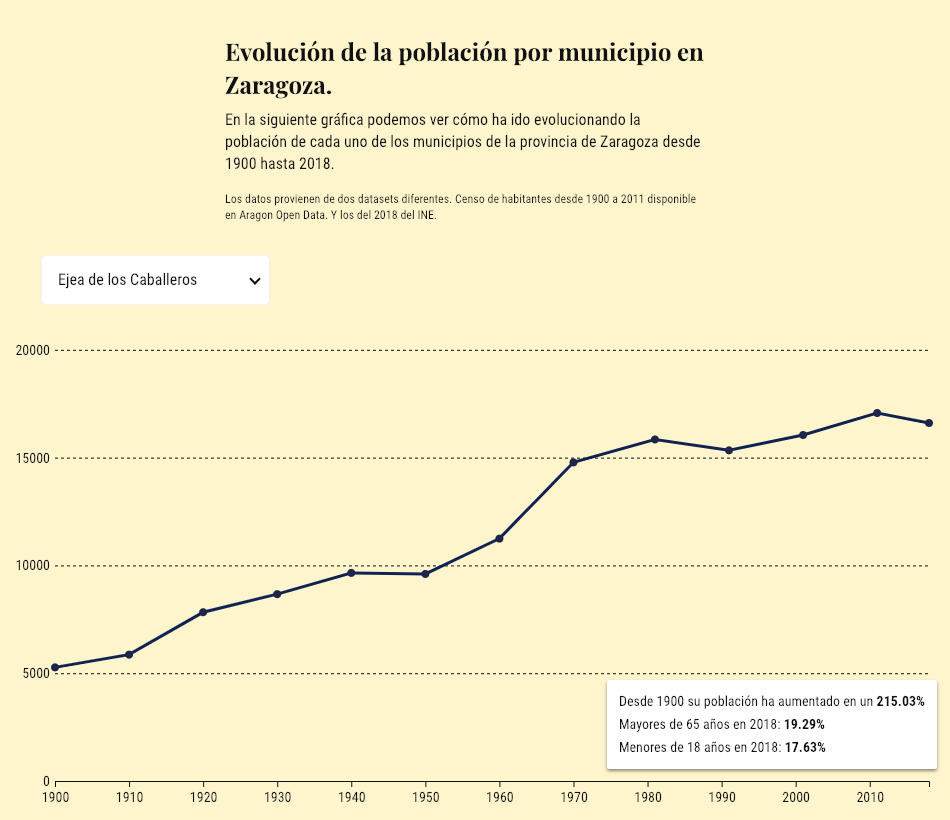 Evolución de la población por municipio en
Zaragoza.
En la siguiente gráfica podemos ver cómo ha ido evolucionando la
población de cada uno de los municipios de la provincia de Zaragoza desde
1900 hasta 2018.
Los datos provienen de dos datasets diferentes. Censo de habitantes desde 1900 a 2011 disponible
en Aragon Open Data. Y los del 2018 del INE.
Ejea de los Caballeros
20000
15000
10000
5000
Desde 1900 su población ha aumentado en un 215.03%
Mayores de 65 años en 2018: 19.29%
Menores de 18 años en 2018: 17.63%
0
1900 1910 1920 1930 1940 1950 1960 1970 1980 1990 2000 2010